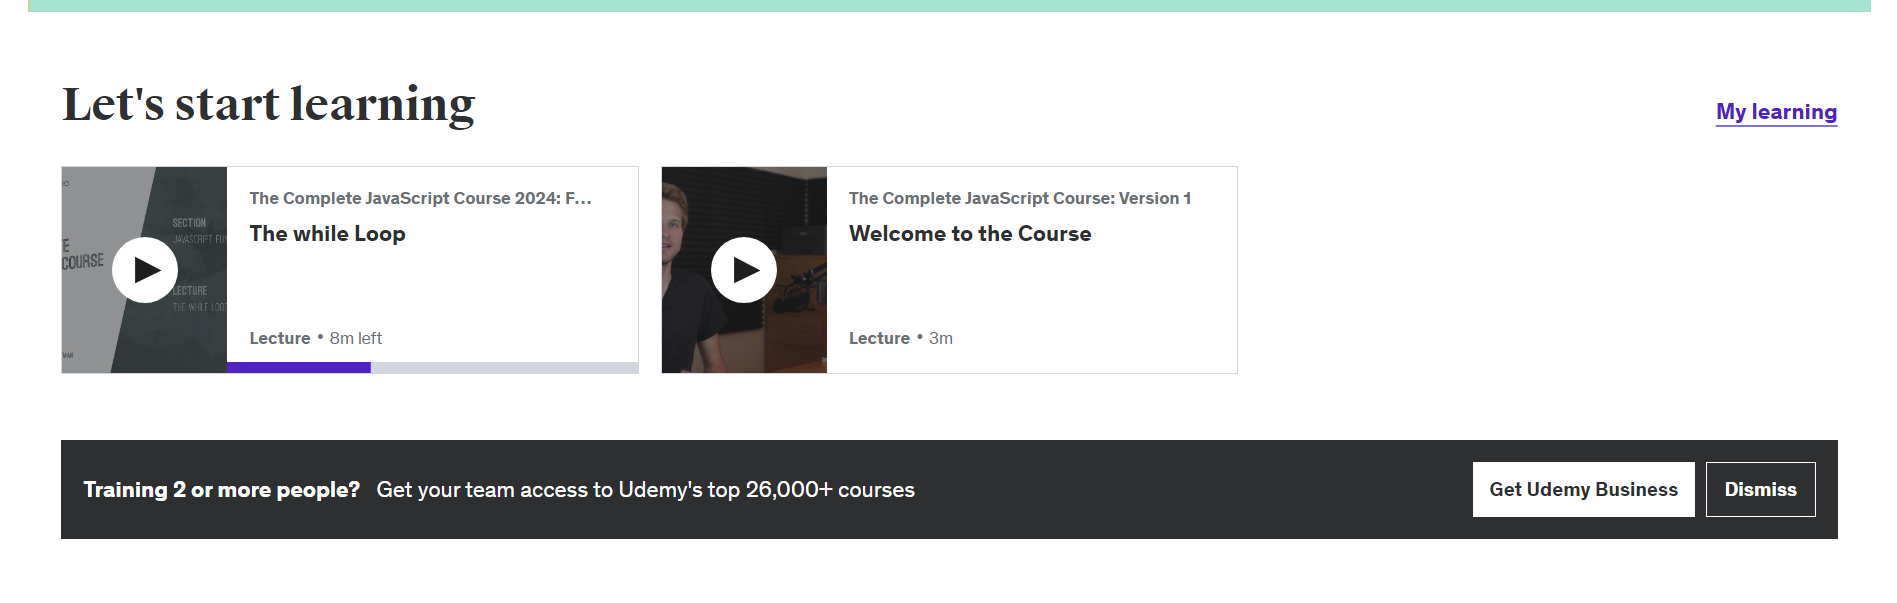 Let's start learning
My learning
The Complete JavaScript Course 2024: F...
The while Loop
Lecture • 8m left
SECTION
JAVASCRIPT FU
COURSE
LECTURE
THE WHILE LOO
MAN
The Complete JavaScript Course: Version 1
Welcome to the Course
Lecture • 3m
Training 2 or more people? Get your team access to Udemy's top 26,000+ courses
Get Udemy Business
Dismiss